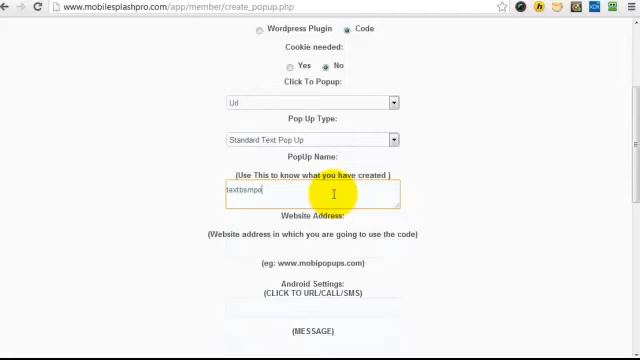 www.mobilesplashpro.com/app/member/create_popup.php
Wordpress Plugin Code
Cookie needed:
Yes No
Click To Popup:
Url
Pop Up Type:
Standard Text Pop Up
PopUp Name:
(Use This to know what you have created )
textbsmpo
Website Address:
(Website address in which you are going to use the code)
(eg: www.mobipopups.com)
Android Settings:
(CLICK TO URL/CALL/SMS)
(MESSAGE)